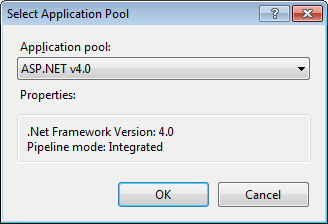 Select Application Pool
Application pool:
ASP.NET v4.0
Properties:
.Net Framework Version: 4.0
Pipeline mode: Integrated
OK
Cancel